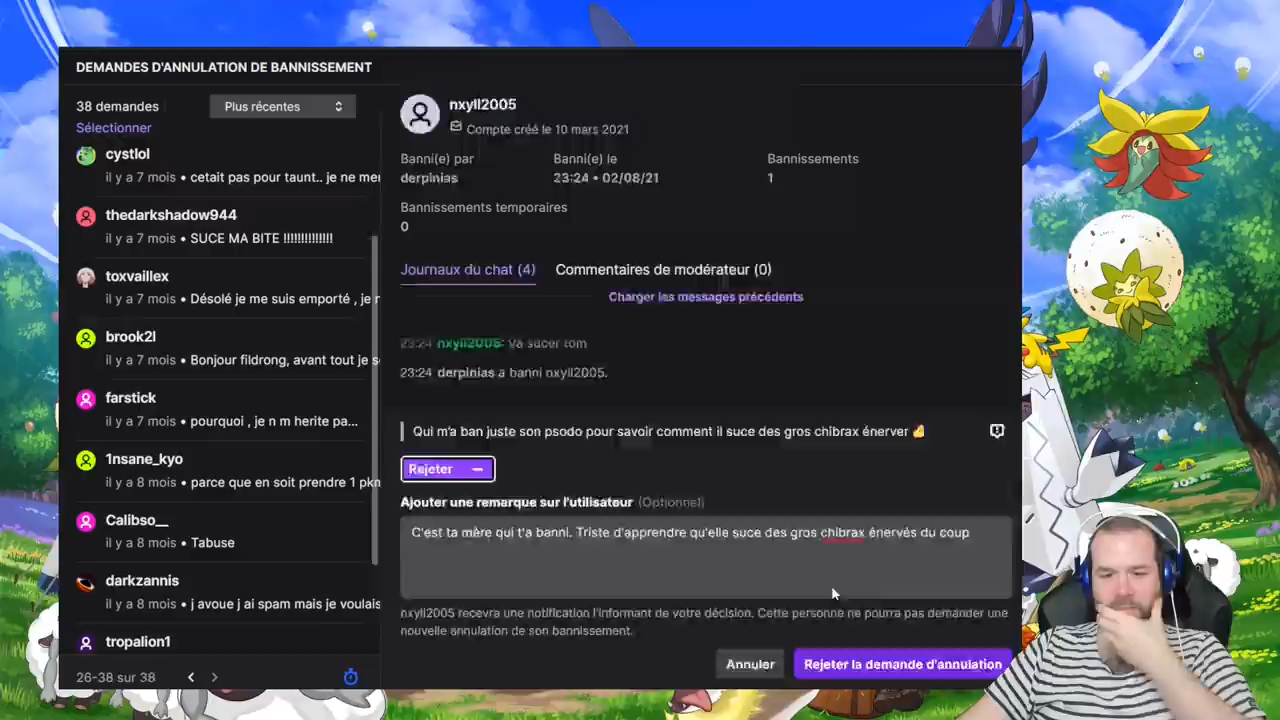 DEMANDES D'ANNULATION DE BANNISSEMENT
38 demandes
Plus récentes
Sélectionner
cystlol
il y a 7 mois • cetait pas pour taunt.. je ne mer
thedarkshadow944
il y a 7 mois • SUCE MA BITE !!!!!!!!!!!!!!
toxvaillex
il y a 7 mois • Désolé je me suis emporté , je r
brook2l
il y a 7 mois • Bonjour fildrong, avant tout je s
farstick
il y a 7 mois • pourquoi , je n m herite pa...
1nsane_kyo
il y a 8 mois • parce que en soit prendre 1 pkn
Calibso__
il y a 8 mois • Tabuse
darkzannis
il y a 8 mois • j avoue j ai spam mais je voulais
tropalion1
26-38 sur 38
nxyll2005
Compte créé le 10 mars 2021
Banni(e) par
derpinias
Banni(e) le
23:24 • 02/08/21
Bannissements
1
Bannissements temporaires
0
Journaux du chat (4)
Commentaires de modérateur (0)
Charger les messages précédents
23:24 nxyll2005: Va sucer tom
23:24 derpinias a banni nxyll2005.
Qui m'a ban juste son psodo pour savoir comment il suce des gros chibrax énerver
Rejeter
Ajouter une remarque sur l'utilisateur (Optionnel)
C'est ta mère qui t'a banni. Triste d'apprendre qu'elle suce des gros chibrax énervés du coup
nxyll2005 recevra une notification l'informant de votre décision. Cette personne ne pourra pas demander une
nouvelle annulation de son bannissement.
Annuler
Rejeter la demande d'annulation